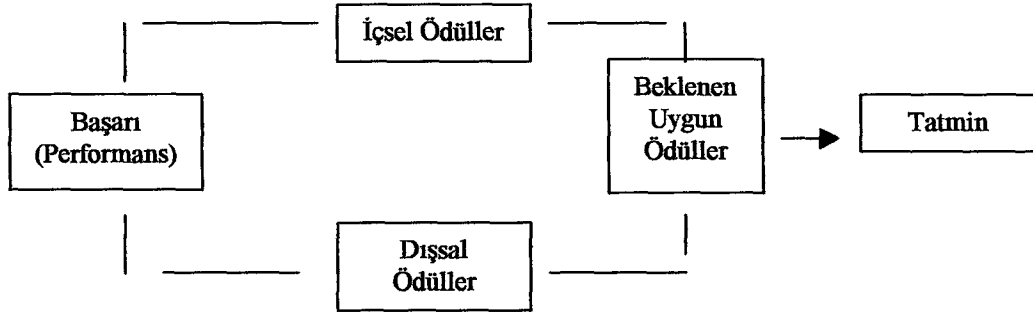 İçsel Ödüller
Başarı
(Performans)
Beklenen
Uygun
Ödüller
Tatmin
Dışsal
Ödüller